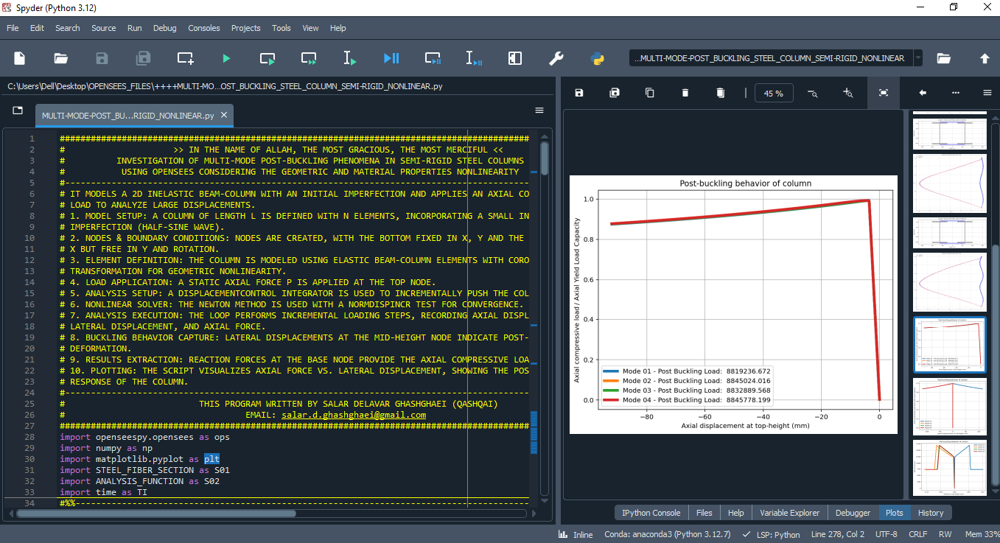 Spyder (Python 3.12)
File Edit Search Source Run Debug Consoles Projects Tools View Help
...MULTI-MODE-POST_BUCKLING_STEEL_COLUMN_SEMI-RIGID_NONLINEAR
C:\Users\Dell\Desktop\OPENSEES_FILES\++++MULTI-MO...OST_BUCKLING_STEEL_COLUMN_SEMI-RIGID_NONLINEAR.py
MULTI-MODE-POST_BU...RIGID_NONLINEAR.py
1 ##########################################################################################
2 # >> IN THE NAME OF ALLAH, THE MOST GRACIOUS, THE MOST MERCIFUL <<
3 # INVESTIGATION OF MULTI-MODE POST-BUCKLING PHENOMENA IN SEMI-RIGID STEEL COLUMNS
4 # USING OPENSEES CONSIDERING THE GEOMETRIC AND MATERIAL PROPERTIES NONLINEARITY
5 #-----------------------------------------------------------------------------------------
6 # IT MODELS A 2D INELASTIC BEAM-COLUMN WITH AN INITIAL IMPERFECTION AND APPLIES AN AXIAL CO
7 # LOAD TO ANALYZE LARGE DISPLACEMENTS.
8 # 1. MODEL SETUP: A COLUMN OF LENGTH L IS DEFINED WITH N ELEMENTS, INCORPORATING A SMALL IN
9 # IMPERFECTION (HALF-SINE WAVE).
10 # 2. NODES & BOUNDARY CONDITIONS: NODES ARE CREATED, WITH THE BOTTOM FIXED IN X, Y AND THE
11 # X BUT FREE IN Y AND ROTATION.
12 # 3. ELEMENT DEFINITION: THE COLUMN IS MODELED USING ELASTIC BEAM-COLUMN ELEMENTS WITH CORO
13 # TRANSFORMATION FOR GEOMETRIC NONLINEARITY.
14 # 4. LOAD APPLICATION: A STATIC AXIAL FORCE P IS APPLIED AT THE TOP NODE.
15 # 5. ANALYSIS SETUP: A DISPLACEMENTCONTROL INTEGRATOR IS USED TO INCREMENTALLY PUSH THE COL
16 # 6. NONLINEAR SOLVER: THE NEWTON METHOD IS USED WITH A NORMDISPINCR TEST FOR CONVERGENCE.
17 # 7. ANALYSIS EXECUTION: THE LOOP PERFORMS INCREMENTAL LOADING STEPS, RECORDING AXIAL DISPL
18 # LATERAL DISPLACEMENT, AND AXIAL FORCE.
19 # 8. BUCKLING BEHAVIOR CAPTURE: LATERAL DISPLACEMENTS AT THE MID-HEIGHT NODE INDICATE POST-
20 # DEFORMATION.
21 # 9. RESULTS EXTRACTION: REACTION FORCES AT THE BASE NODE PROVIDE THE AXIAL COMPRESSIVE LOA
22 # 10. PLOTTING: THE SCRIPT VISUALIZES AXIAL FORCE VS. LATERAL DISPLACEMENT, SHOWING THE POS
23 # RESPONSE OF THE COLUMN.
24 #-----------------------------------------------------------------------------------------
25 # THIS PROGRAM WRITTEN BY SALAR DELAVAR GHASHGHAEI (QASHQAI)
26 # EMAIL: salar.d.ghashghaei@gmail.com
27 ##########################################################################################
28 import openseespy.opensees as ops
29 import numpy as np
30 import matplotlib.pyplot as plt
31 import STEEL_FIBER_SECTION as S01
32 import ANALYSIS_FUNCTION as S02
33 import time as TI
34 #%%---------------------------------------------------------------------------------------
45 %
Post-buckling behavior of column
Axial compressive load / Axial Yield Load Capacity
1.0
0.8
0.6
0.4
0.2
0.0
Mode 01 - Post Buckling Load: 8819236.672
Mode 02 - Post Buckling Load: 8845024.016
Mode 03 - Post Buckling Load: 8832889.568
Mode 04 - Post Buckling Load: 8845778.199
−80 −60 −40 −20 0
Axial displacement at top-height (mm)
IPython Console Files Help Variable Explorer Debugger Plots History
Inline Conda: anaconda3 (Python 3.12.7) LSP: Python Line 278, Col 2 UTF-8 CRLF RW Mem 33%